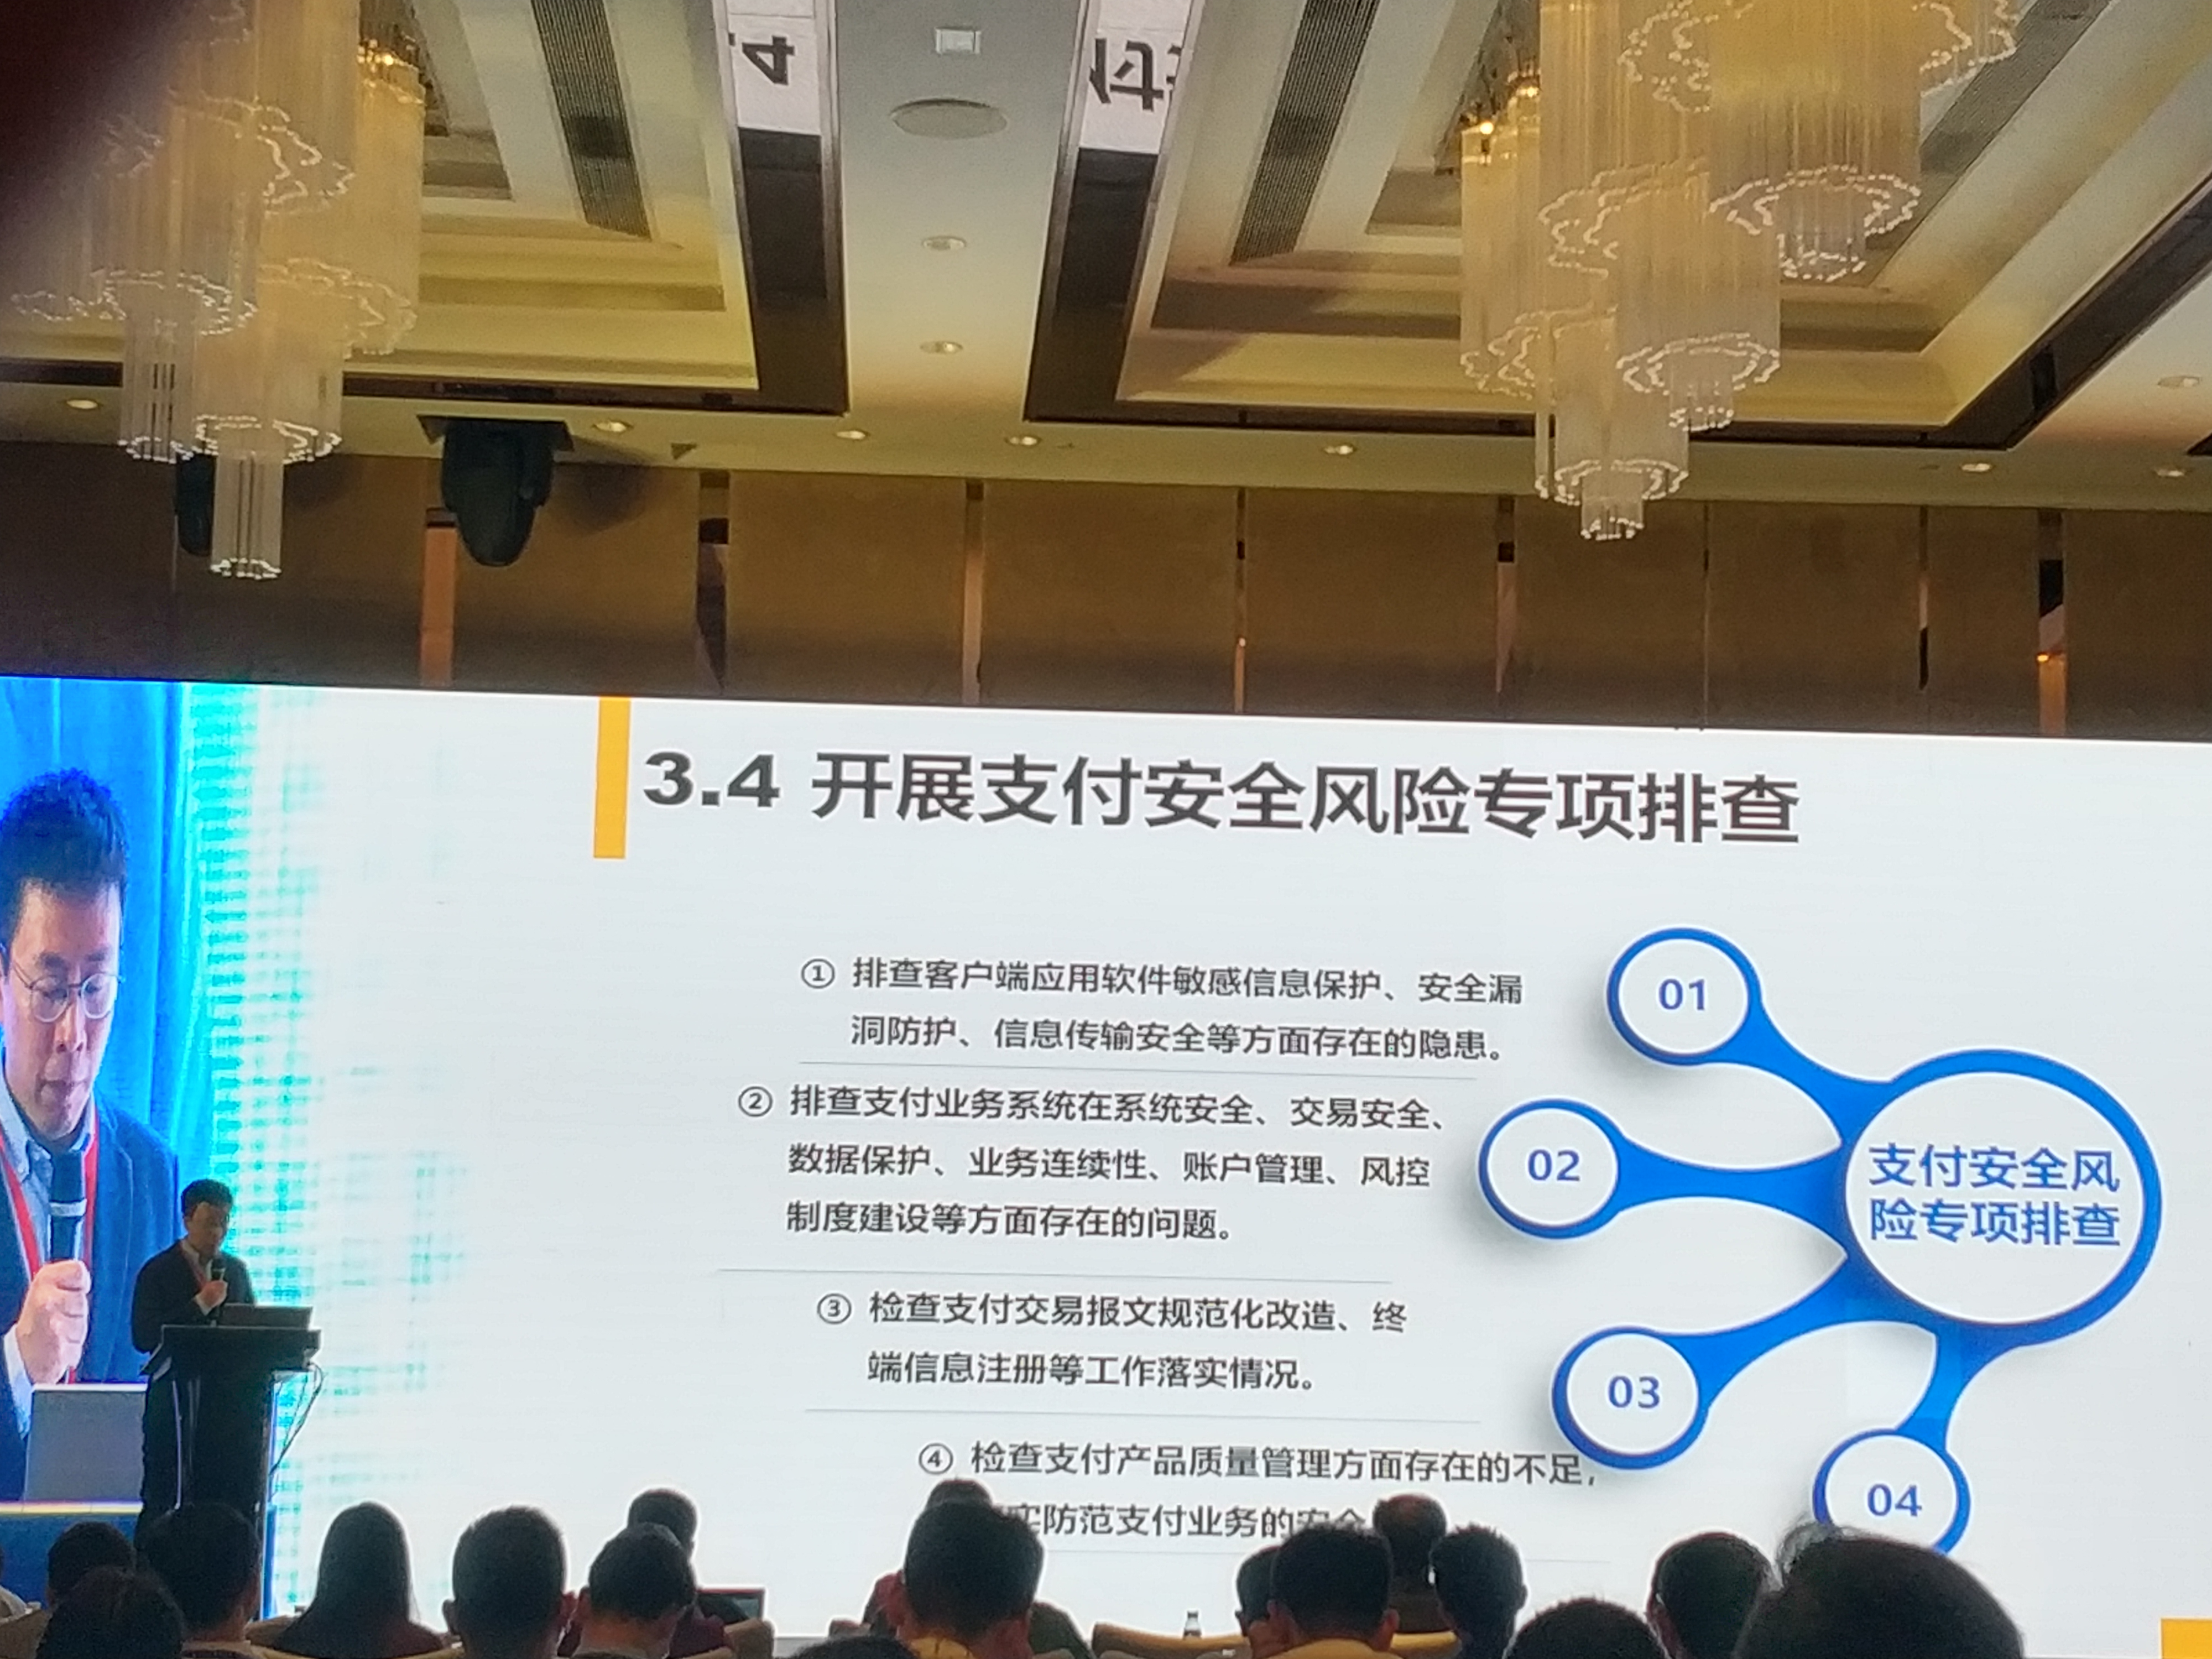 4
付
3.4 开展支付安全风险专项排查
① 排查客户端应用软件敏感信息保护、安全漏
洞防护、信息传输安全等方面存在的隐患。
② 排查支付业务系统在系统安全、交易安全、
数据保护、业务连续性、账户管理、风控
制度建设等方面存在的问题。
③ 检查支付交易报文规范化改造、终
端信息注册等工作落实情况。
④ 检查支付产品质量管理方面存在的不足，
实防范支付业务的安全
01
02
03
04
支付安全风
险专项排查